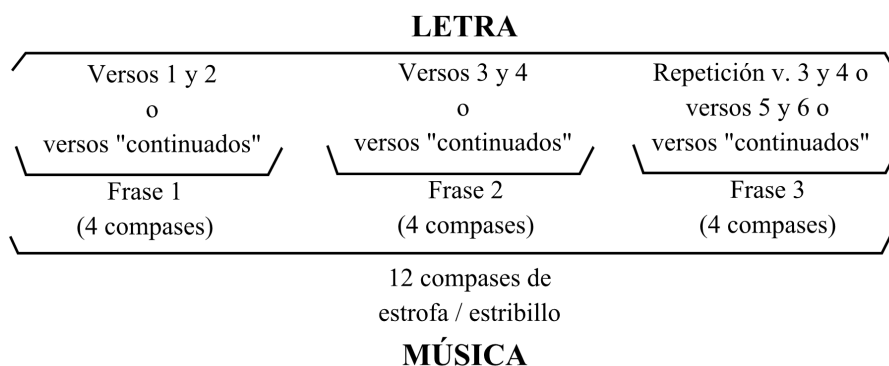 LETRA
Versos 1 y 2
o
versos "continuados"
Frase 1
(4 compases)
Versos 3 y 4
o
versos "continuados"
Frase 2
(4 compases)
Repetición v. 3 y 4 o
versos 5 y 6 o
versos "continuados"
Frase 3
(4 compases)
12 compases de
estrofa / estribillo
MÚSICA